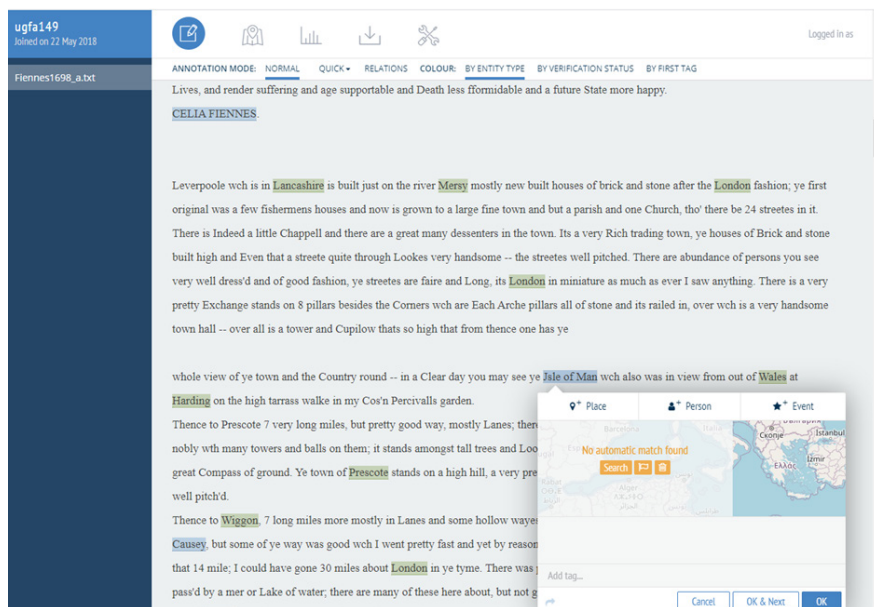 ugfa149
Joined on 22 May 2018
Logged in as
Fiennes1698_a.txt
ANNOTATION MODE: NORMAL QUICK RELATIONS COLOUR: BY ENTITY TYPE BY VERIFICATION STATUS BY FIRST TAG
Lives, and render suffering and age supportable and Death less fformidable and a future State more happy.
CELIA FIENNES.
Leverpoole wch is in Lancashire is built just on the river Mersy mostly new built houses of brick and stone after the London fashion; ye first
original was a few fishermens houses and now is grown to a large fine town and but a parish and one Church, tho' there be 24 streetes in it.
There is Indeed a little Chappell and there are a great many dessenters in the town. Its a very Rich trading town, ye houses of Brick and stone
built high and Even that a streete quite through Lookes very handsome -- the streetes well pitched. There are abundance of persons you see
very well dress'd and of good fashion, ye streetes are faire and Long, its London in miniature as much as ever I saw anything. There is a very
pretty Exchange stands on 8 pillars besides the Corners wch are Each Arche pillars all of stone and its railed in, over wch is a very handsome
town hall -- over all is a tower and Cupilow thats so high that from thence one has ye
whole view of ye town and the Country round -- in a Clear day you may see ye Jsle of Man wch also was in view from out of Wales at
Harding on the high tarrass walke in my Cos'n Percivalls garden.
Thence to Prescote 7 very long miles, but pretty good way, mostly Lanes; there
nobly wth many towers and balls on them; it stands amongst tall trees and Loo
great Compass of ground. Ye town of Prescote stands on a high hill, a very pre
well pitch'd.
Thence to Wiggon, 7 long miles more mostly in Lanes and some hollow wayes
Causey, but some of ye way was good wch I went pretty fast and yet by reason
that 14 mile; I could have gone 30 miles about London in ye tyme. There was
pass'd by a mer or Lake of water; there are many of these here about, but not g
Place Person Event
Barcelona
Italia
Скопје
İstanbul
İzmir
Ελλάς
Alger
No automatic match found
Search
Add tag...
Cancel OK & Next OK